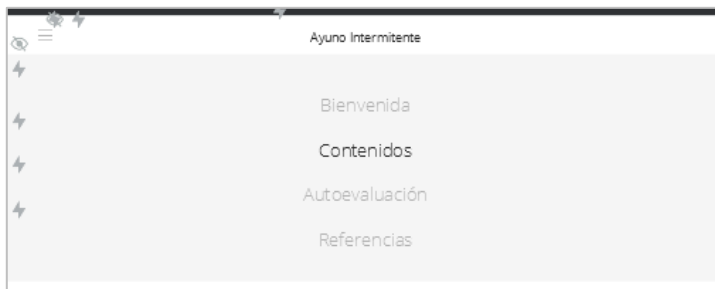 Ayuno Intermitente
Bienvenida
Contenidos
Autoevaluación
Referencias